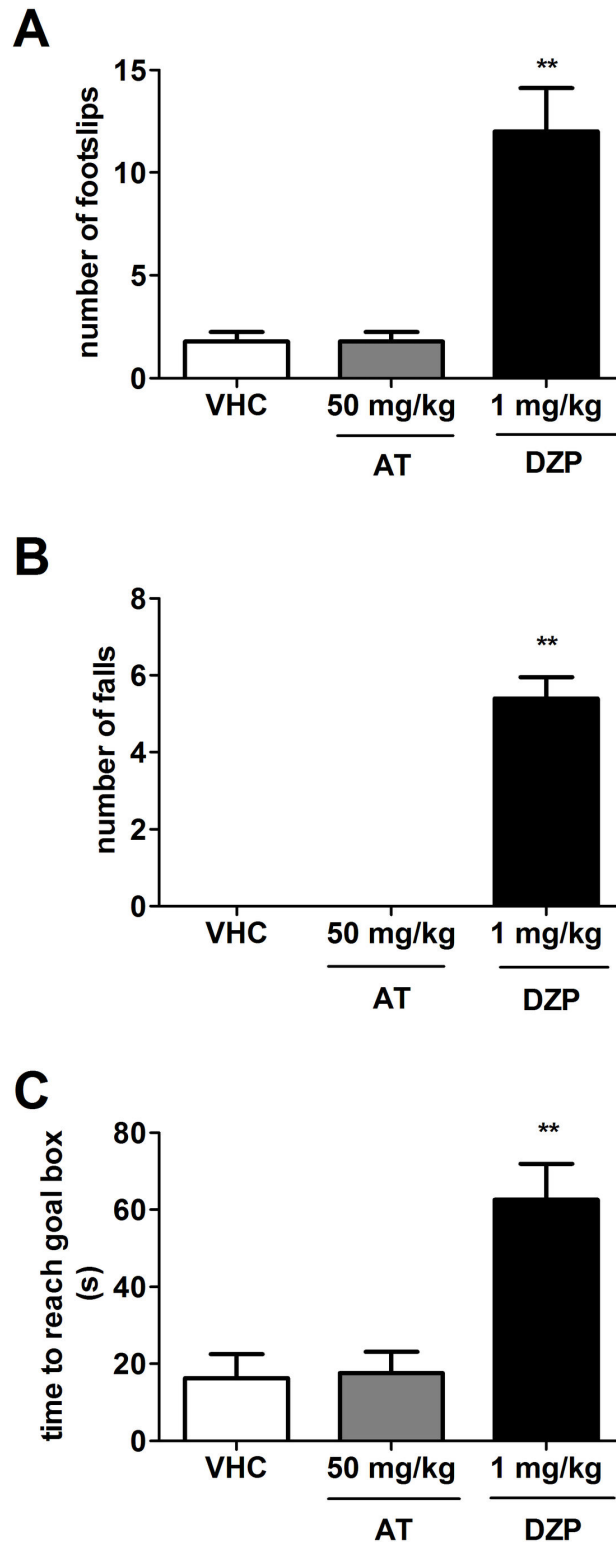 A
number of footslips
**
15
10
5
0
VHC 50 mg/kg 1 mg/kg
AT DZP
B
number of falls
**
8
6
4
2
0
VHC 50 mg/kg 1 mg/kg
AT DZP
C
time to reach goal box
(s)
**
80
60
40
20
0
VHC 50 mg/kg 1 mg/kg
AT DZP